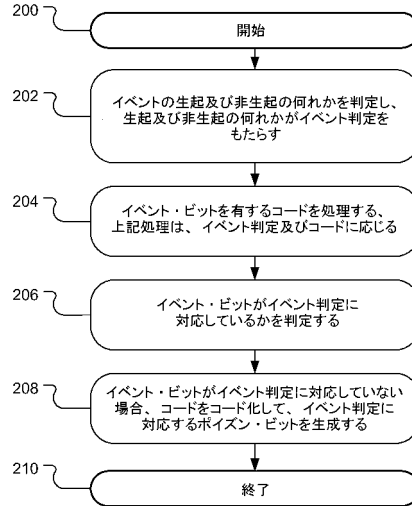 200
開始
202
イベントの生起及び非生起の何れかを判定し、
生起及び非生起の何れかがイベント判定を
もたらす
204
イベント・ビットを有するコードを処理する、
上記処理は、イベント判定及びコードに応じる
206
イベント・ビットがイベント判定に
対応しているかを判定する
208
イベント・ビットがイベント判定に対応していない
場合、コードをコード化して、イベント判定に
対応するポイズン・ビットを生成する
210
終了